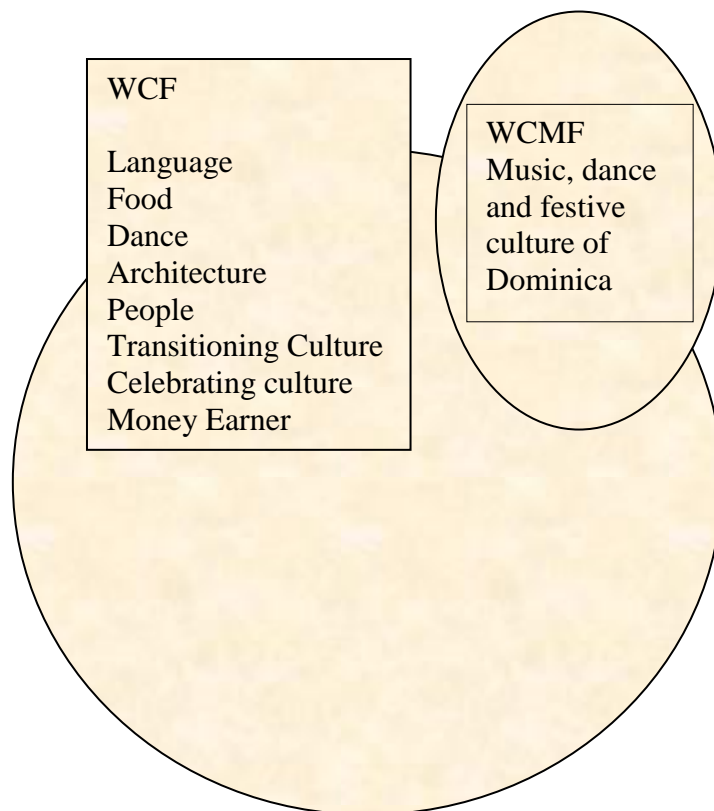 WCF
Language
Food
Dance
Architecture
People
Transitioning Culture
Celebrating culture
Money Earner
WCMF
Music, dance
and festive
culture of
Dominica